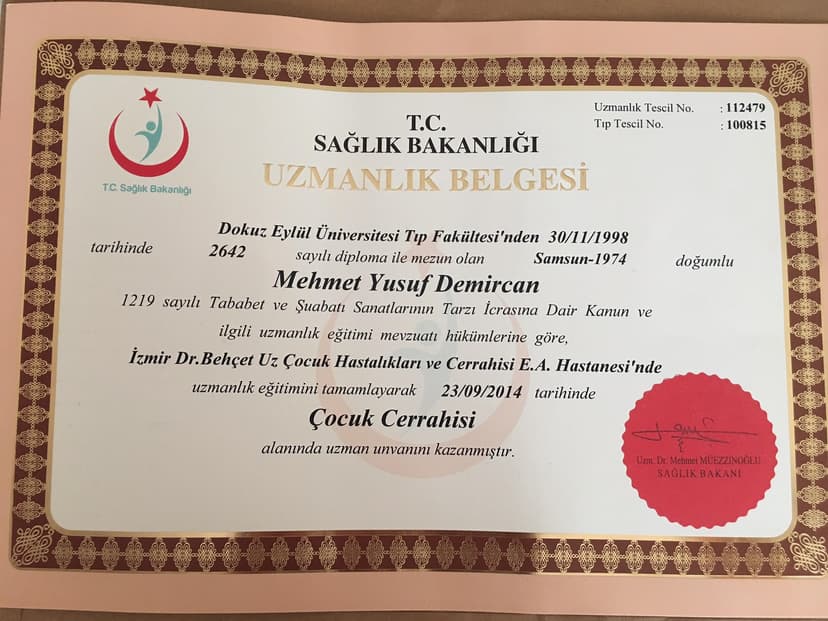 Uzmanlık Tescil No. : 112479
Tıp Tescil No. : 100815
T.C. Sağlık Bakanlığı
T.C.
SAĞLIK BAKANLIĞI
UZMANLIK BELGESİ
Dokuz Eylül Üniversitesi Tıp Fakültesi'nden 30/11/1998
tarihinde 2642 sayılı diploma ile mezun olan Samsun-1974 doğumlu
Mehmet Yusuf Demircan
1219 sayılı Tababet ve Şuabatı Sanatlarının Tarzı İcrasına Dair Kanun ve
ilgili uzmanlık eğitimi mevzuatı hükümlerine göre,
İzmir Dr.Behçet Uz Çocuk Hastalıkları ve Cerrahisi E.A. Hastanesi'nde
uzmanlık eğitimini tamamlayarak 23/09/2014 tarihinde
Çocuk Cerrahisi
alanında uzman unvanını kazanmıştır.
Uzm. Dr. Mehmet MÜEZZİNOĞLU
SAĞLIK BAKANI